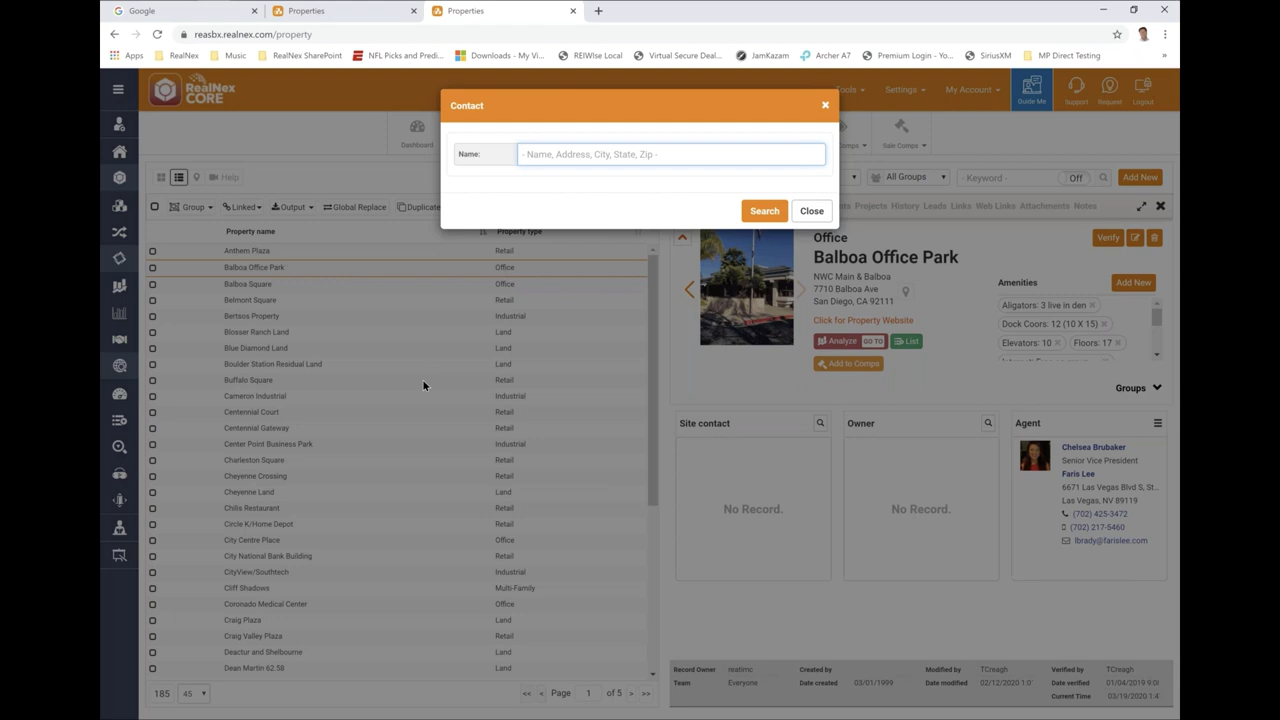 Google
Properties
Properties
reasbx.realnex.com/property
Apps
RealNex
Music
RealNex SharePoint
NFL Picks and Predi...
Downloads - My Vi...
REIWise Local
Virtual Secure Deal...
JamKazam
Archer A7
Premium Login - Yo...
SiriusXM
MP Direct Testing
»
RealNex
CORE
Tools
Settings
My Account
Guide Me
Support
Request
Logout
Contact
Name:
- Name, Address, City, State, Zip -
Search
Close
Dashboard
Comps
Sale Comps
Help
All Groups
- Keyword -
Off
Add New
Group
Linked
Output
Global Replace
Duplicate
Projects History Leads Links Web Links Attachments Notes
Property name
Property type
Anthem Plaza Retail
Balboa Office Park Office
Balboa Square Office
Belmont Square Retail
Bertsos Property Industrial
Blosser Ranch Land Land
Blue Diamond Land Land
Boulder Station Residual Land Land
Buffalo Square Retail
Cameron Industrial Industrial
Centennial Court Retail
Centennial Gateway Retail
Center Point Business Park Industrial
Charleston Square Retail
Cheyenne Crossing Retail
Cheyenne Land Land
Chilis Restaurant Retail
Circle K/Home Depot Retail
City Centre Place Office
City National Bank Building Retail
CityView/Southtech Industrial
Cliff Shadows Multi-Family
Coronado Medical Center Office
Craig Plaza Land
Craig Valley Plaza Retail
Deactur and Shelbourne Land
Dean Martin 62.58 Land
185
45
<< < Page 1 of 5 > >>
Office
Balboa Office Park
NWC Main & Balboa
7710 Balboa Ave
San Diego, CA 92111
Click for Property Website
Analyze GO TO
List
Add to Comps
Verify
Amenities
Add New
Aligators: 3 live in den
Dock Coors: 12 (10 X 15)
Elevators: 10
Floors: 17
Groups
Site contact
No Record.
Owner
No Record.
Agent
Chelsea Brubaker
Senior Vice President
Faris Lee
6671 Las Vegas Blvd S, St...
Las Vegas, NV 89119
(702) 425-3472
(702) 217-5460
lbrady@farislee.com
Record Owner reatimc
Team Everyone
Created by
Date created 03/01/1999
Modified by TCreagh
Date modified 02/12/2020 1:0
Verified by TCreagh
Date verified 01/04/2019 9:0
Current Time 03/19/2020 1:4